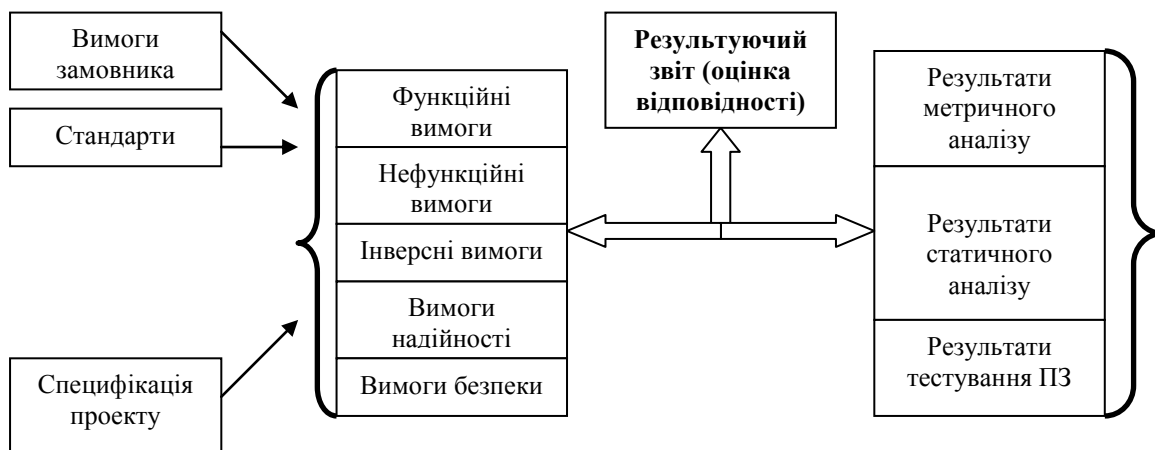 Вимоги
замовника
Стандарти
Специфікація
проекту
Функційні
вимоги
Нефункційні
вимоги
Інверсні вимоги
Вимоги
надійності
Вимоги безпеки
Результуючий
звіт (оцінка
відповідності)
Результати
метричного
аналізу
Результати
статичного
аналізу
Результати
тестування ПЗ